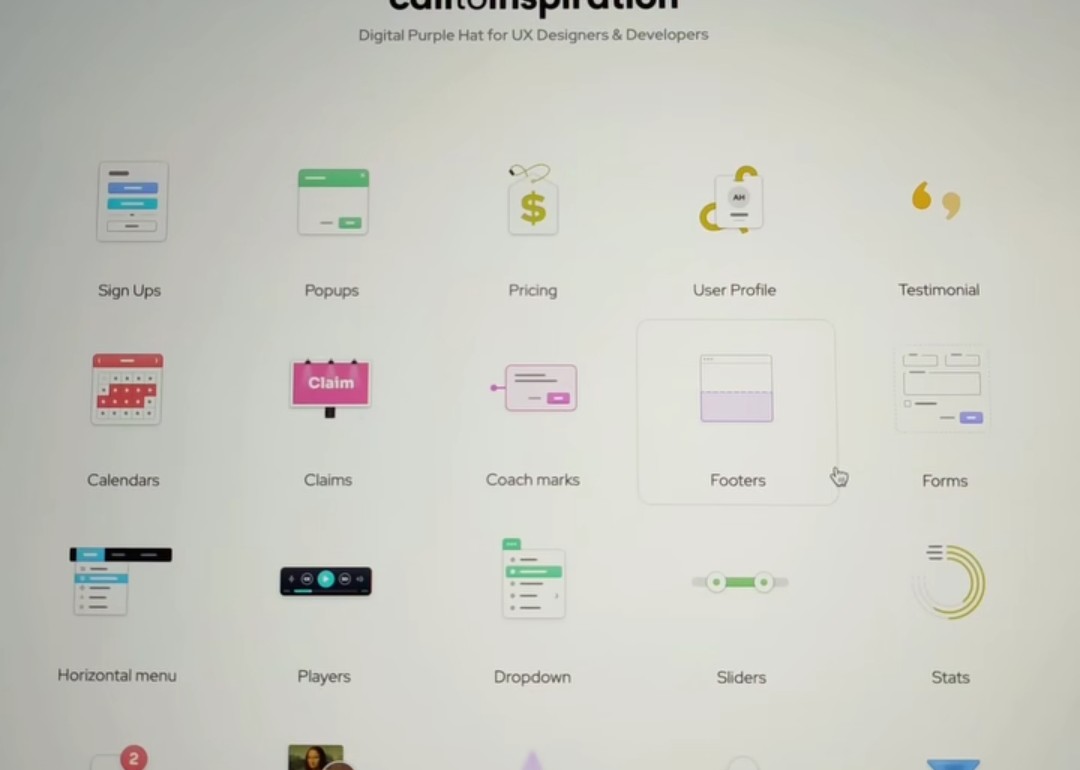 calltoinspiration
Digital Purple Hat for UX Designers & Developers
AH
$
Sign Ups
Popups
Pricing
User Profile
Testimonial
Claim
Calendars
Claims
Coach marks
Footers
Forms
Horizontal menu
Players
Dropdown
Sliders
Stats
2